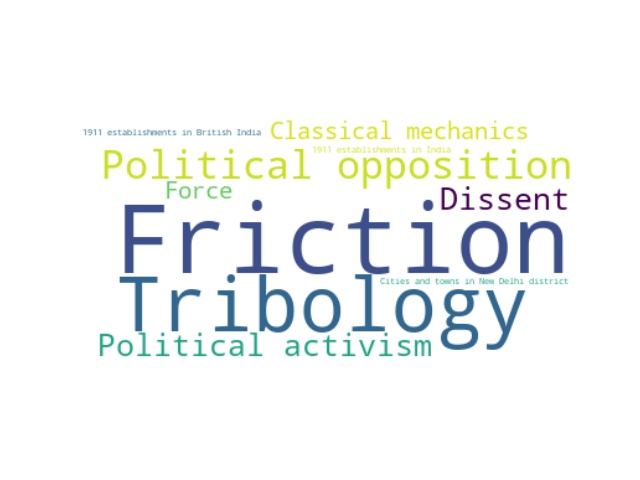 1911 establishments in British India
Classical mechanics
1911 establishments in India
Political opposition
Force
Dissent
Friction
Cities and towns in New Delhi district
Tribology
Political activism